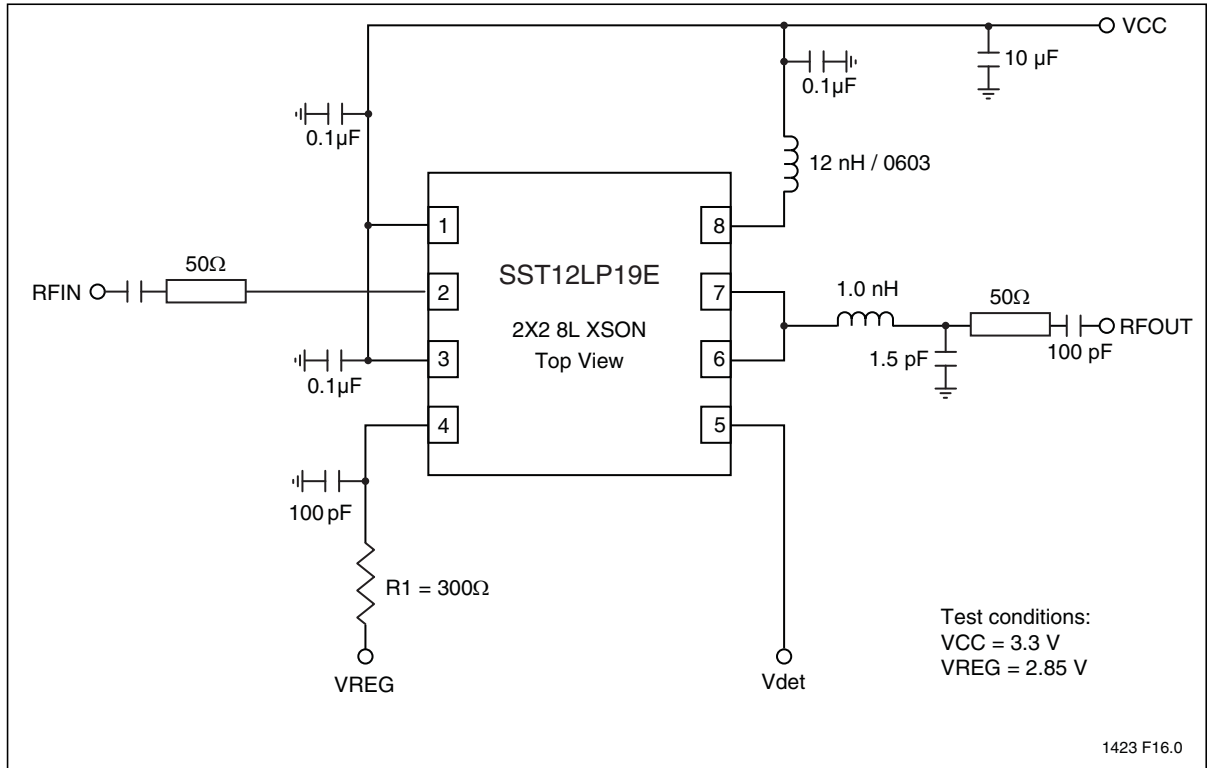 VCC
10 µF
0.1µF
0.1µF
12 nH / 0603
1
8
50Ω
SST12LP19E
RFIN
2
7
1.0 nH
50Ω
2X2 8L XSON
RFOUT
Top View
3
6
1.5 pF
100 pF
0.1µF
4
5
100 pF
R1 = 300Ω
Test conditions:
VCC = 3.3 V
VREG = 2.85 V
VREG
Vdet
1423 F16.0